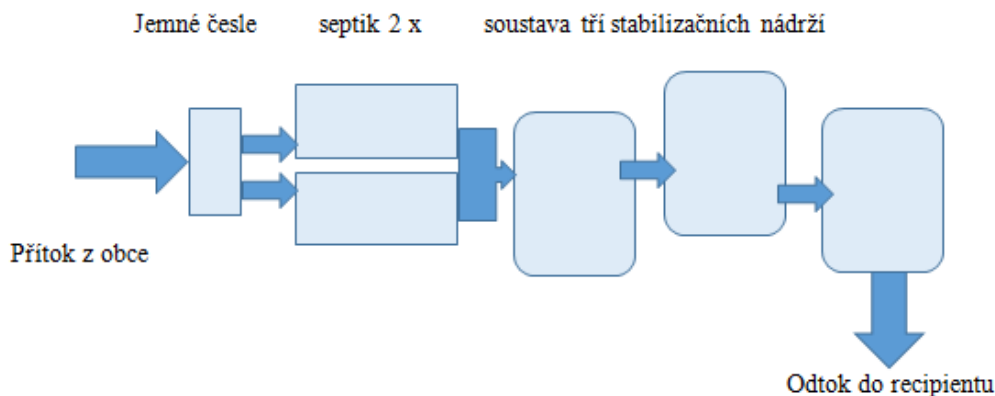 Jemné česle septik 2 x soustava tří stabilizačních nádrží
Přítok z obce
Odtok do recipientu